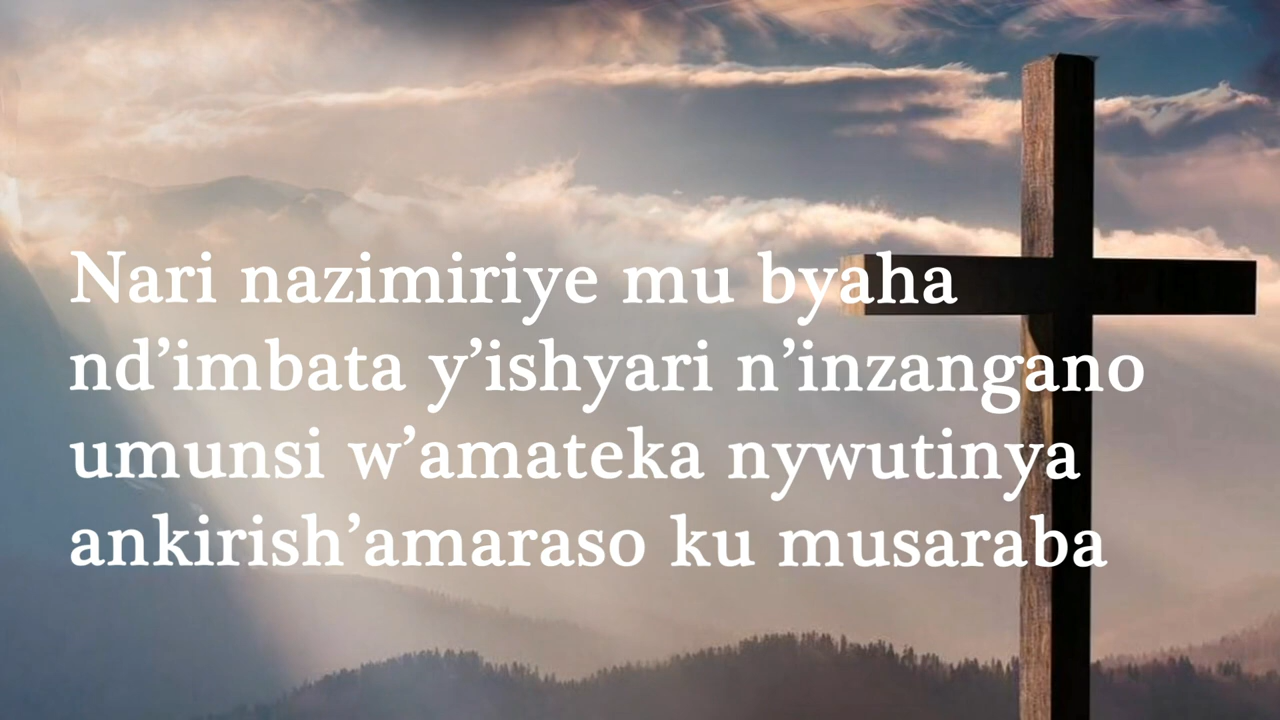 Nari nazimiriye mu byaha
nd’imbata y’ishyari n’inzangano
umunsi w’amateka nywutinya
ankirish’amaraso ku musaraba